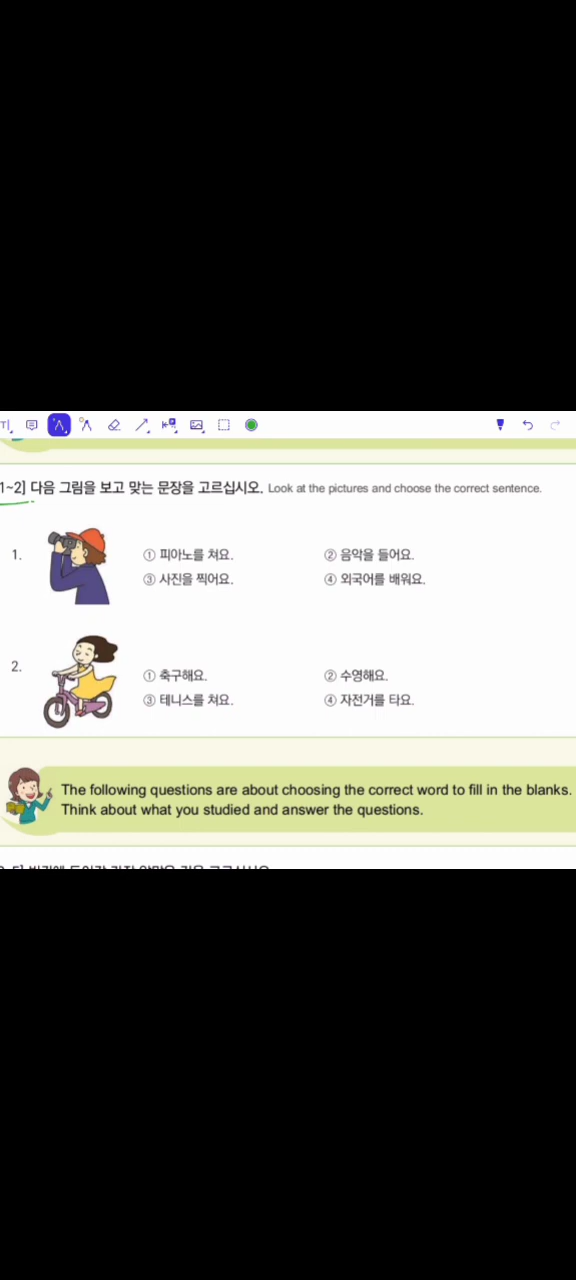 1~2] 다음 그림을 보고 맞는 문장을 고르십시오. Look at the pictures and choose the correct sentence.
1.
① 피아노를 쳐요. ② 음악을 들어요.
③ 사진을 찍어요. ④ 외국어를 배워요.
2.
① 축구해요. ② 수영해요.
③ 테니스를 쳐요. ④ 자전거를 타요.
The following questions are about choosing the correct word to fill in the blanks.
Think about what you studied and answer the questions.